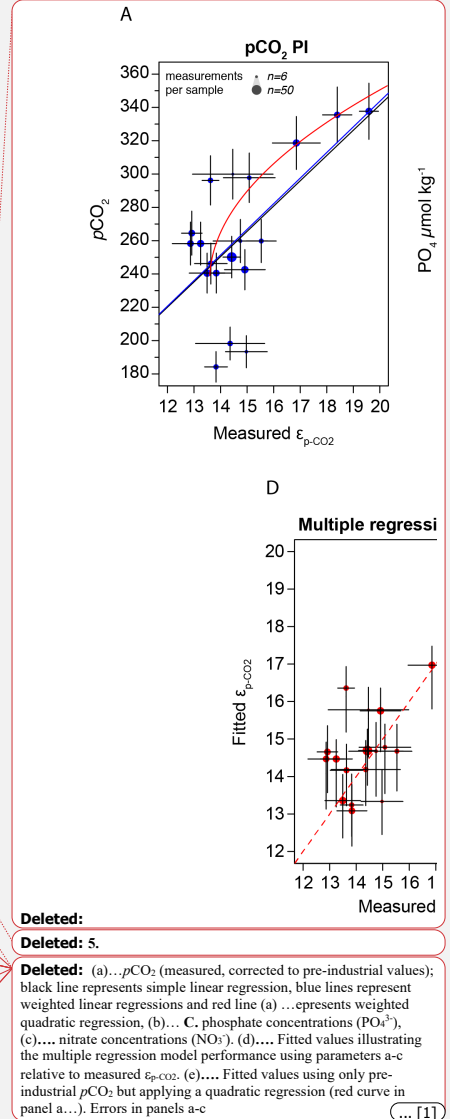 A
pCO₂ PI
measurements
per sample
n=6
n=50
360
340
320
300
280
260
240
220
200
180
pCO₂
PO₄ µmol kg⁻¹
12 13 14 15 16 17 18 19 20
Measured εp-CO2
D
Multiple regressi
20
19
18
17
16
15
14
13
12
Fitted εp-CO2
12 13 14 15 16 1
Measured
Deleted:
Deleted: 5.
Deleted: (a)…pCO₂ (measured, corrected to pre-industrial values);
black line represents simple linear regression, blue lines represent
weighted linear regressions and red line (a) …epresents weighted
quadratic regression, (b)… C. phosphate concentrations (PO₄³⁻),
(c)…. nitrate concentrations (NO₃⁻). (d)…. Fitted values illustrating
the multiple regression model performance using parameters a-c
relative to measured εp-CO2. (e)…. Fitted values using only pre-
industrial pCO₂ but applying a quadratic regression (red curve in
panel a…). Errors in panels a-c
... [1]